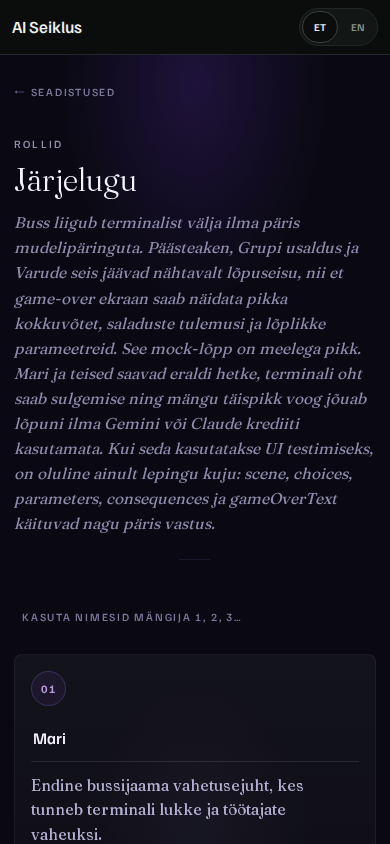 AI Seiklus
ET EN
← SEADISTUSED
ROLLID
Järjelugu
Buss liigub terminalist välja ilma päris
mudelipäringuta. Päästeaken, Grupi usaldus ja
Varude seis jäävad nähtavalt lõpuseisu, nii et
game-over ekraan saab näidata pikka
kokkuvõtet, saladuste tulemusi ja lõplikke
parameetreid. See mock-lõpp on meelega pikk.
Mari ja teised saavad eraldi hetke, terminali oht
saab sulgemise ning mängu täispikk voog jõuab
lõpuni ilma Gemini või Claude krediiti
kasutamata. Kui seda kasutatakse UI testimiseks,
on oluline ainult lepingu kuju: scene, choices,
parameters, consequences ja gameOverText
käituvad nagu päris vastus.
KASUTA NIMESID MÄNGIJA 1, 2, 3…
01
Mari
Endine bussijaama vahetusejuht, kes
tunneb terminali lukke ja töötajate
vaheuksi.